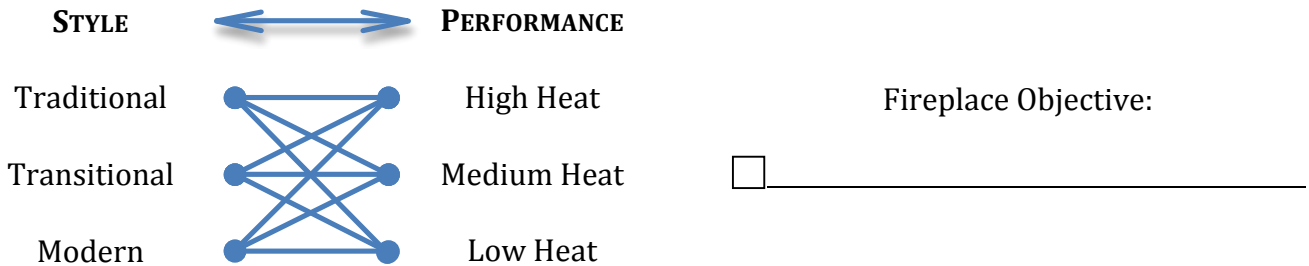 STYLE PERFORMANCE
Traditional High Heat Fireplace Objective:
Transitional Medium Heat
Modern Low Heat